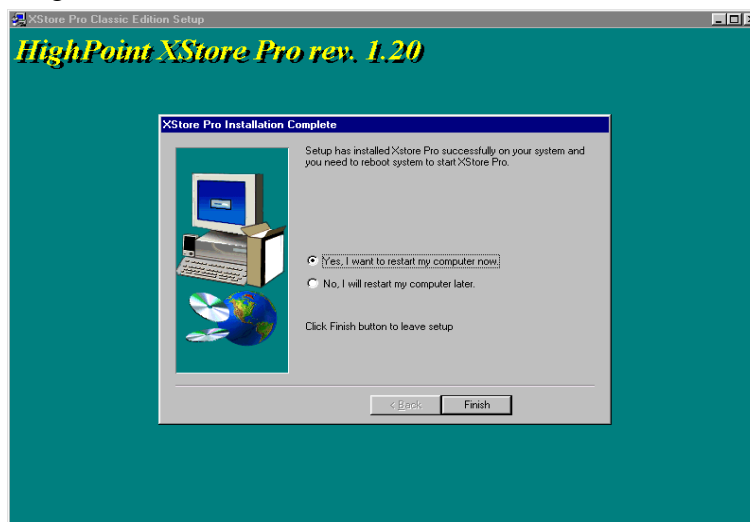 XStore Pro Classic Edition Setup
HighPoint XStore Pro rev. 1.20
XStore Pro Installation Complete
Setup has installed Xstore Pro successfully on your system and
you need to reboot system to start XStore Pro.
Yes, I want to restart my computer now.
No, I will restart my computer later.
Click Finish button to leave setup
< Back
Finish